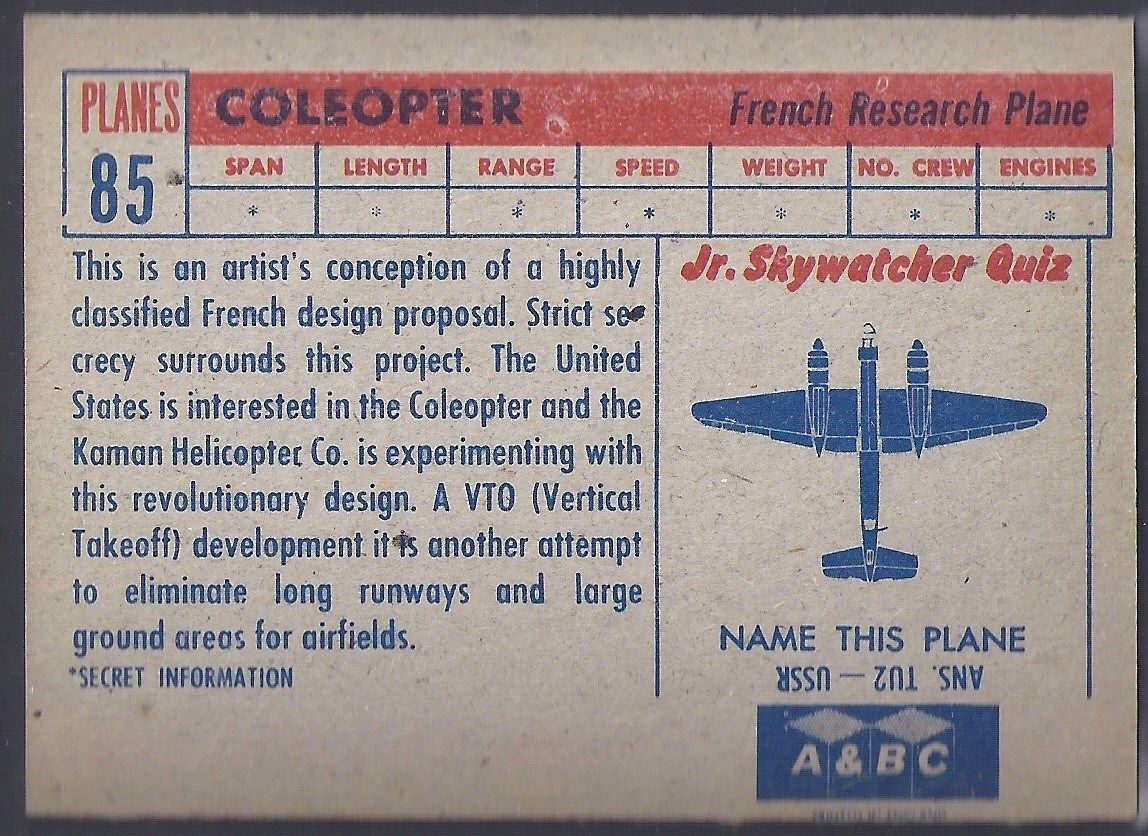 PLANES
85
COLEOPTER French Research Plane
SPAN LENGTH RANGE SPEED WEIGHT NO. CREW ENGINES
* * * * * * *
This is an artist's conception of a highly
classified French design proposal. Strict se-
crecy surrounds this project. The United
States is interested in the Coleopter and the
Kaman Helicopter Co. is experimenting with
this revolutionary design. A VTO (Vertical
Takeoff) development it is another attempt
to eliminate long runways and large
ground areas for airfields.
*SECRET INFORMATION
Jr. Skywatcher Quiz
NAME THIS PLANE
ANS. TU2 — USSR
A & B C
PRINTED IN ENGLAND